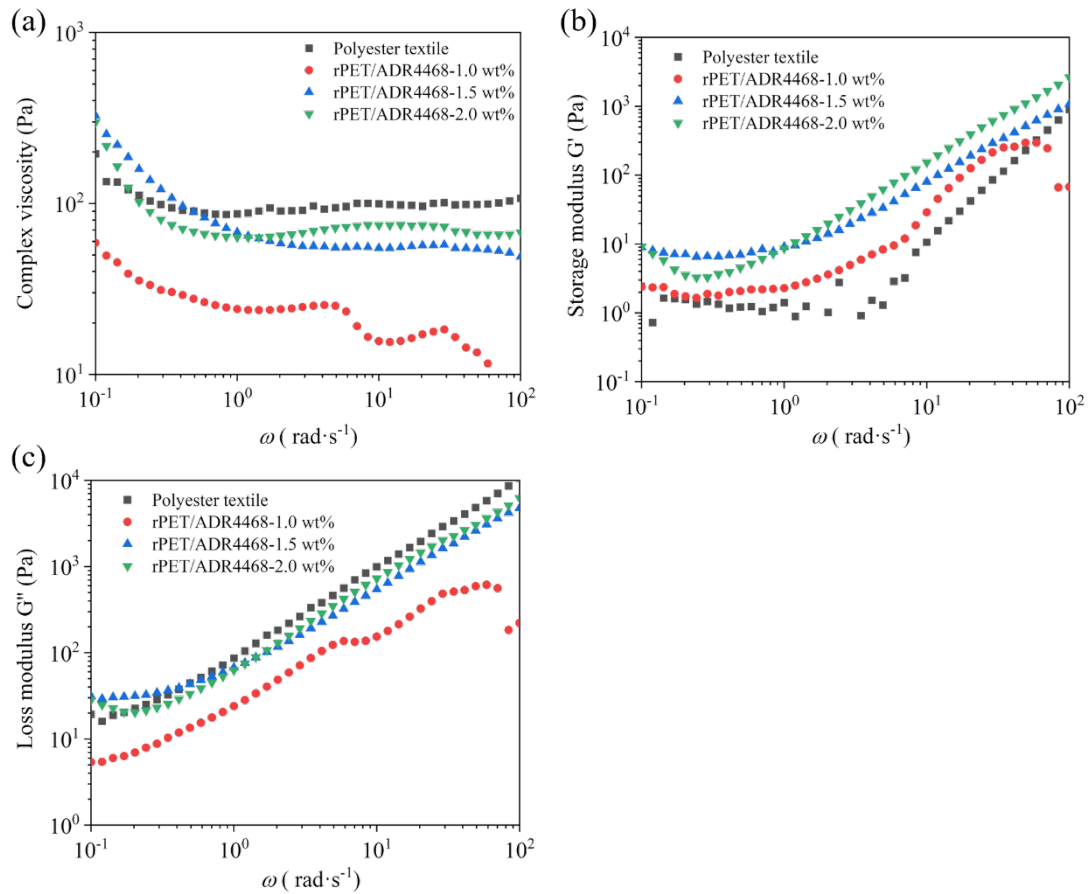 (a)
10³
10²
10¹
Complex viscosity (Pa)
Polyester textile
rPET/ADR4468-1.0 wt%
rPET/ADR4468-1.5 wt%
rPET/ADR4468-2.0 wt%
10⁻¹ 10⁰ 10¹ 10²
ω ( rad·s⁻¹)
(b)
10⁴
10³
10²
10¹
10⁰
10⁻¹
Storage modulus G' (Pa)
Polyester textile
rPET/ADR4468-1.0 wt%
rPET/ADR4468-1.5 wt%
rPET/ADR4468-2.0 wt%
10⁻¹ 10⁰ 10¹ 10²
ω ( rad·s⁻¹)
(c)
10⁴
10³
10²
10¹
10⁰
Loss modulus G" (Pa)
Polyester textile
rPET/ADR4468-1.0 wt%
rPET/ADR4468-1.5 wt%
rPET/ADR4468-2.0 wt%
10⁻¹ 10⁰ 10¹ 10²
ω ( rad·s⁻¹)